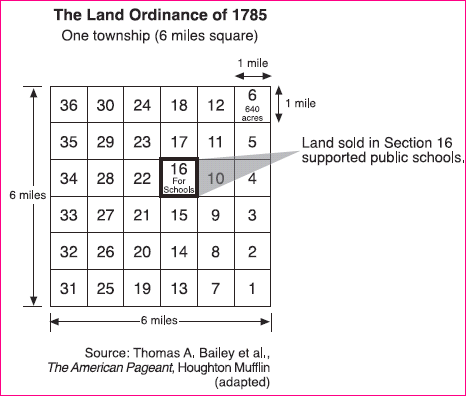 The Land Ordinance of 1785
One township (6 miles square)
1 mile
36 30 24 18 12 6
640
acres
1 mile
35 29 23 17 11 5
Land sold in Section 16
supported public schools.
34 28 22 16 10 4
For
Schools
6 miles
33 27 21 15 9 3
32 26 20 14 8 2
31 25 19 13 7 1
6 miles
Source: Thomas A. Bailey et al.,
The American Pageant, Houghton Mufflin
(adapted)